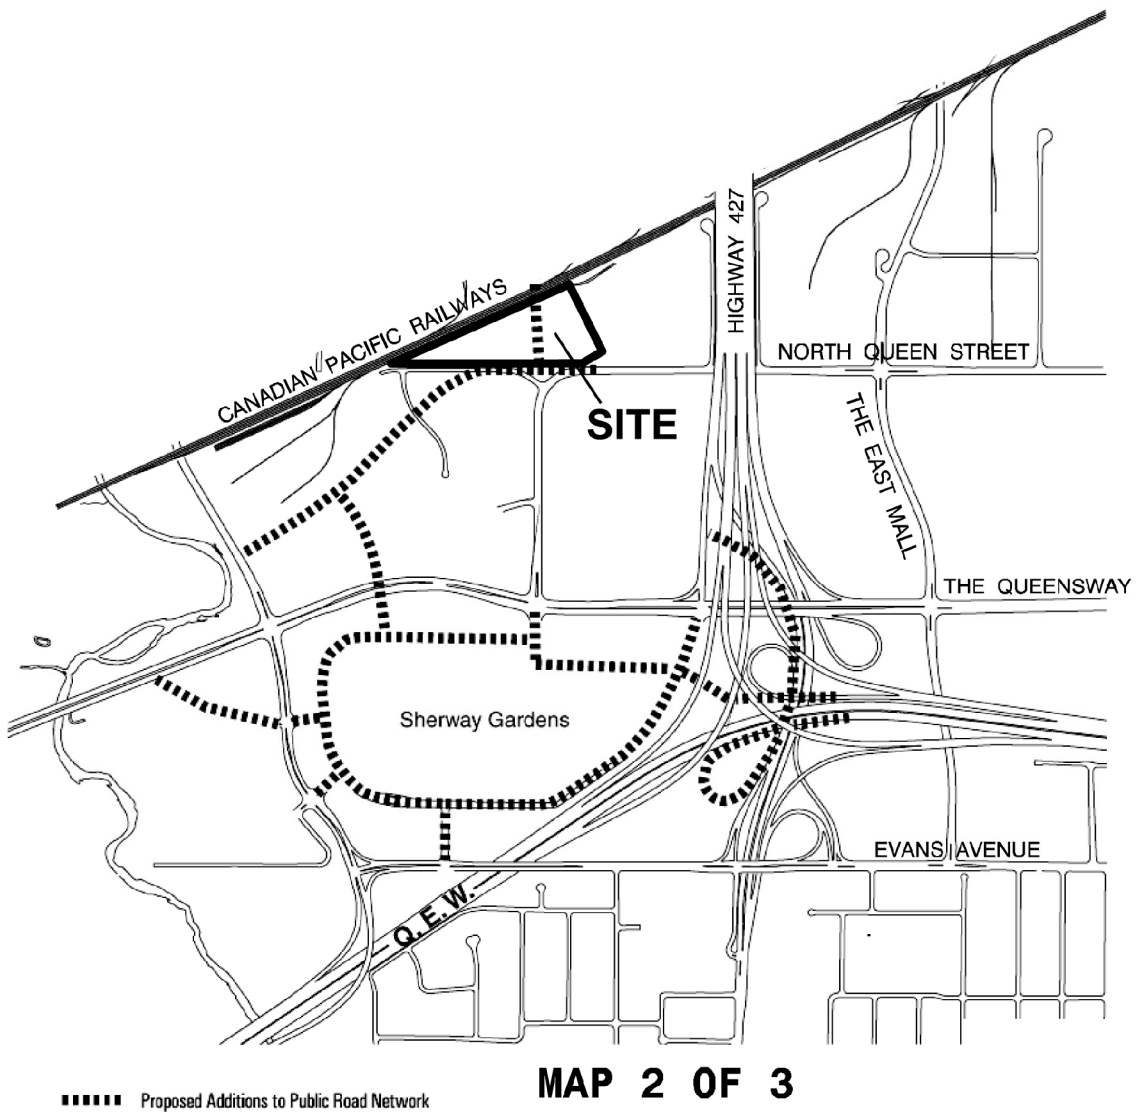 HIGHWAY 427
CANADIAN PACIFIC RAILWAYS
NORTH QUEEN STREET
SITE
THE EAST MALL
THE QUEENSWAY
Sherway Gardens
EVANS AVENUE
Q. E. W.
MAP 2 OF 3
Proposed Additions to Public Road Network